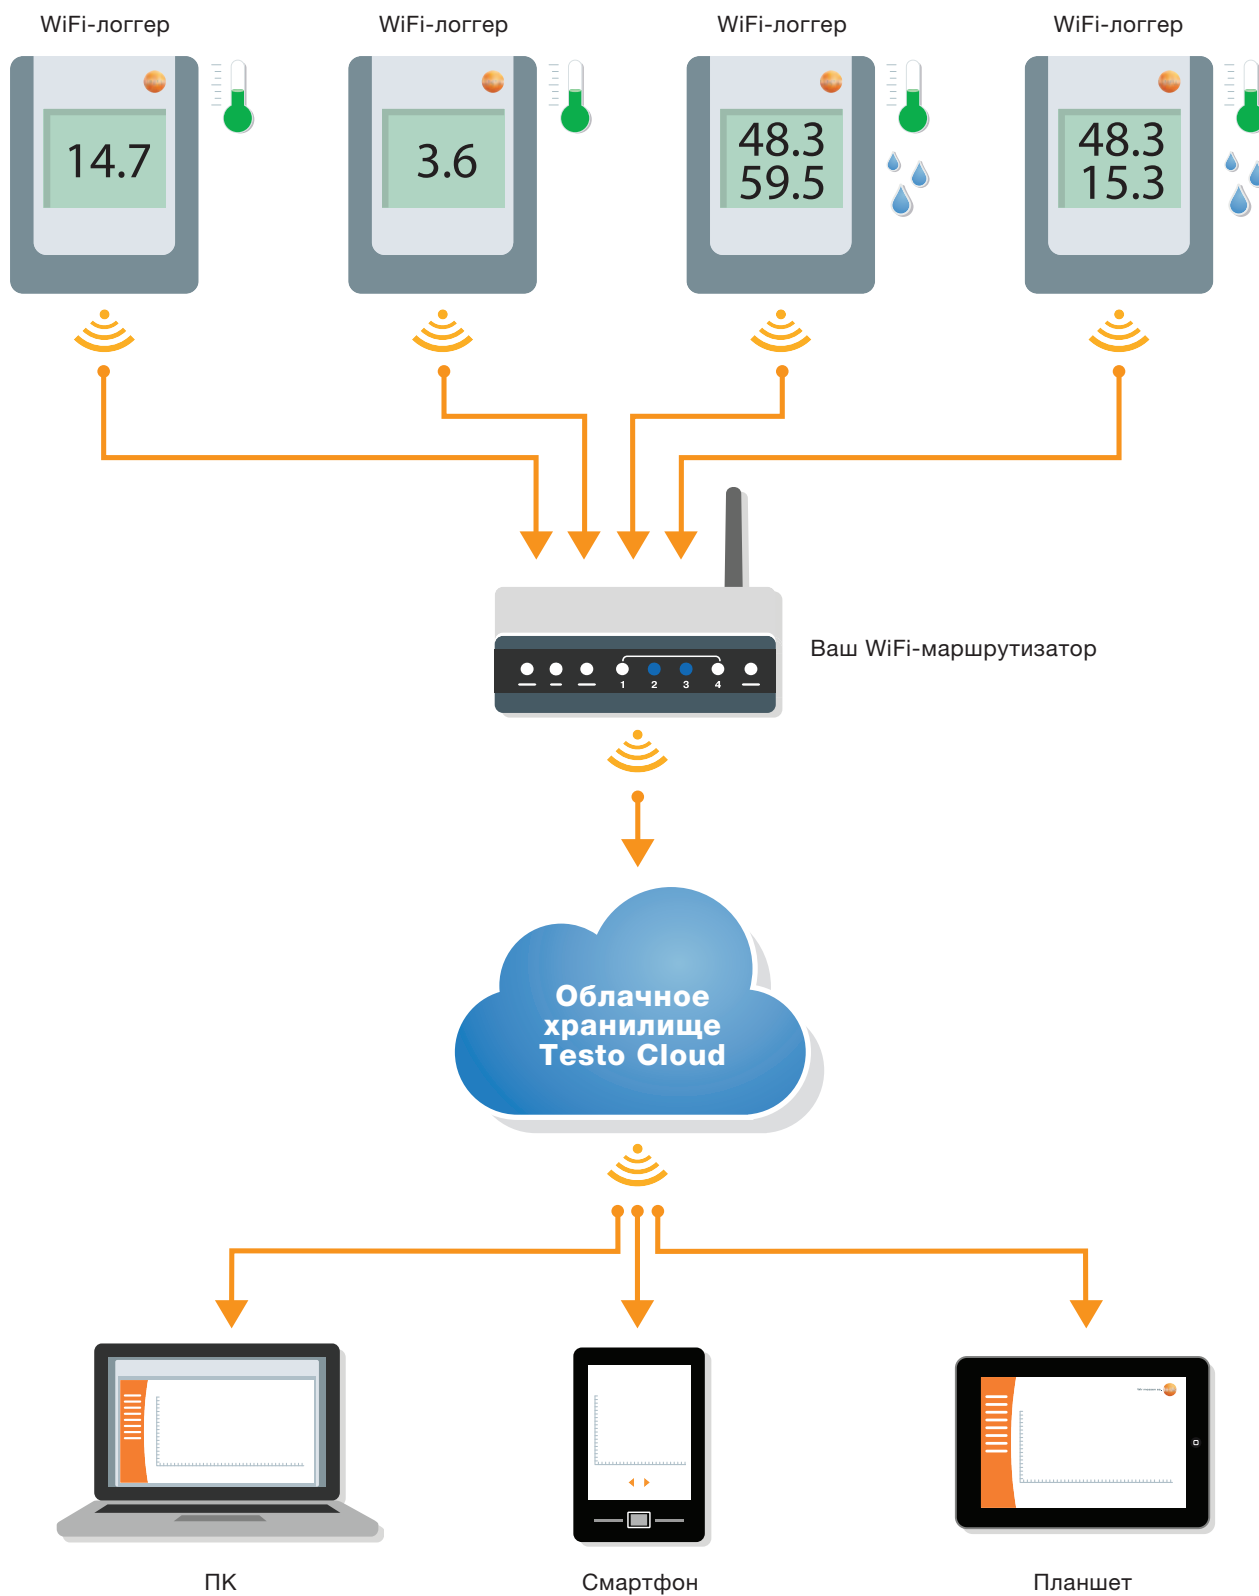 WiFi-логгер WiFi-логгер WiFi-логгер WiFi-логгер
14.7 3.6 48.3 48.3
59.5 15.3
Ваш WiFi-маршрутизатор
1 2 3 4
Облачное
хранилище
Testo Cloud
ПК Смартфон Планшет